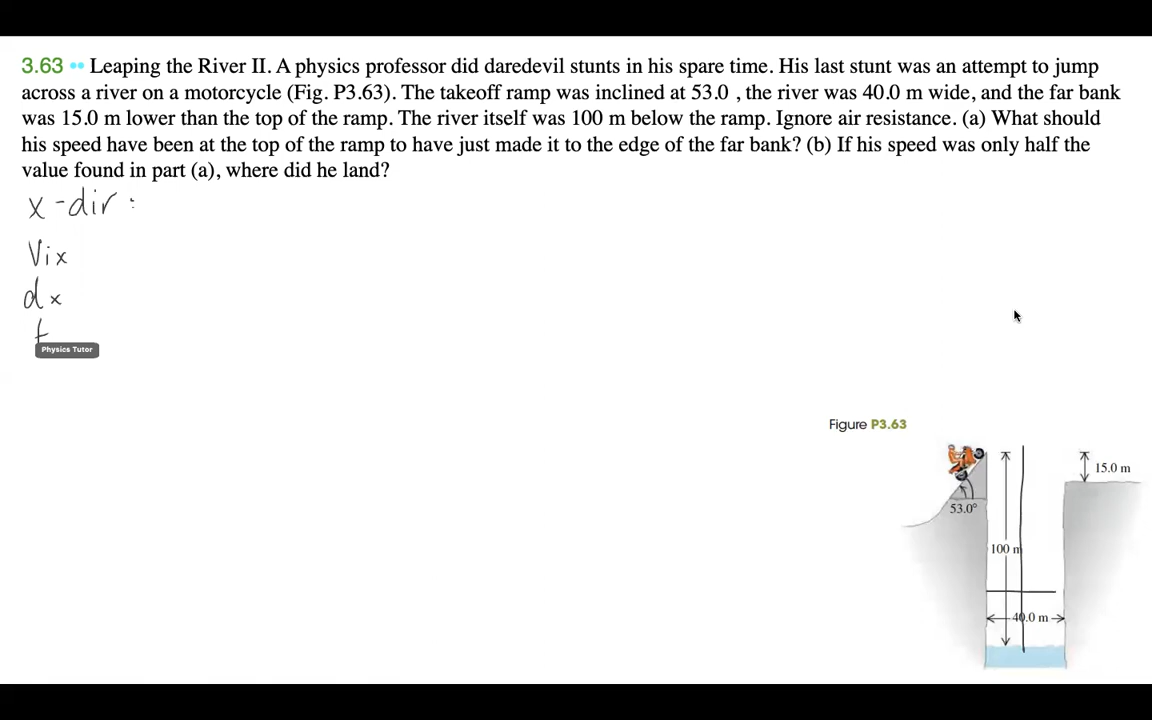 3.63 •• Leaping the River II. A physics professor did daredevil stunts in his spare time. His last stunt was an attempt to jump
across a river on a motorcycle (Fig. P3.63). The takeoff ramp was inclined at 53.0 , the river was 40.0 m wide, and the far bank
was 15.0 m lower than the top of the ramp. The river itself was 100 m below the ramp. Ignore air resistance. (a) What should
his speed have been at the top of the ramp to have just made it to the edge of the far bank? (b) If his speed was only half the
value found in part (a), where did he land?
x-dir:
Vix
dx
t
Physics Tutor
Figure P3.63
15.0 m
53.0°
100 m
40.0 m